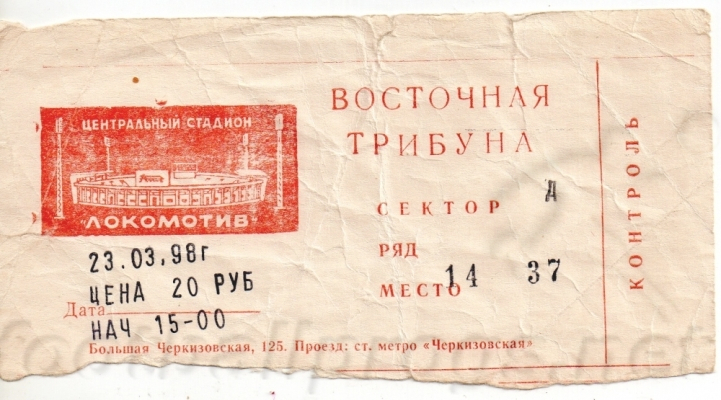 ЦЕНТРАЛЬНЫЙ СТАДИОН
"ЛОКОМОТИВ"
23.03.98г
ЦЕНА 20 РУБ
Дата
НАЧ 15-00
ВОСТОЧНАЯ
ТРИБУНА
СЕКТОР Д
РЯД
МЕСТО 14 37
Большая Черкизовская, 125. Проезд: ст. метро «Черкизовская»
КОНТРОЛЬ